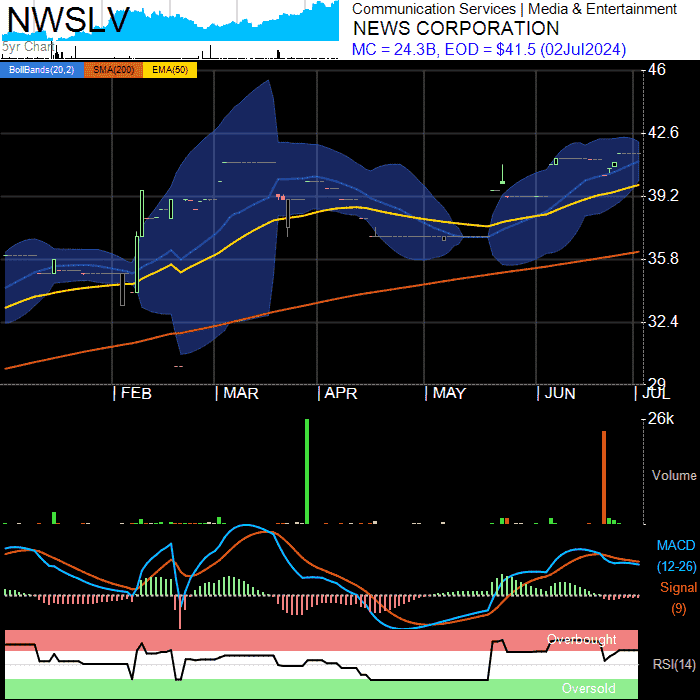 NWSLV
5yr Chart
Communication Services | Media & Entertainment
NEWS CORPORATION
MC = 24.3B, EOD = $41.5 (02Jul2024)
BollBands(20,2) SMA(200) EMA(50)
46
42.6
39.2
35.8
32.4
29
FEB MAR APR MAY JUN JUL
26k
Volume
MACD
(12-26)
Signal
(9)
Overbought
RSI(14)
Oversold